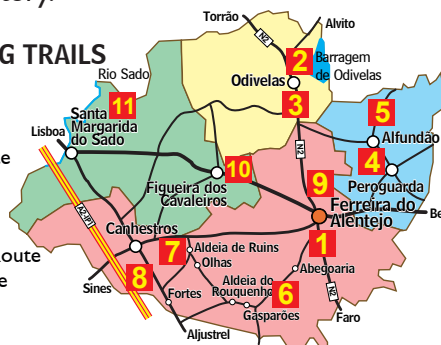 G TRAILS
Torrão
N2
Alvito
2
Barragem
de Odivelas
Odivelas
Rio Sado
11
3
5
Santa
Margarida
do Sado
Lisboa
Alfundão
N2
4
10
9
Peroguarda
Figueira dos
Cavaleiros
Ferreira do
Alentejo
Be
A2-IP1
Canhestros
1
7
Aldeia de Ruins
Olhas
oute
8
Abegoaria
Aldeia do
Rouquenho
6
Sines
Fortes
Gasparões
N2
Faro
Aljustrel